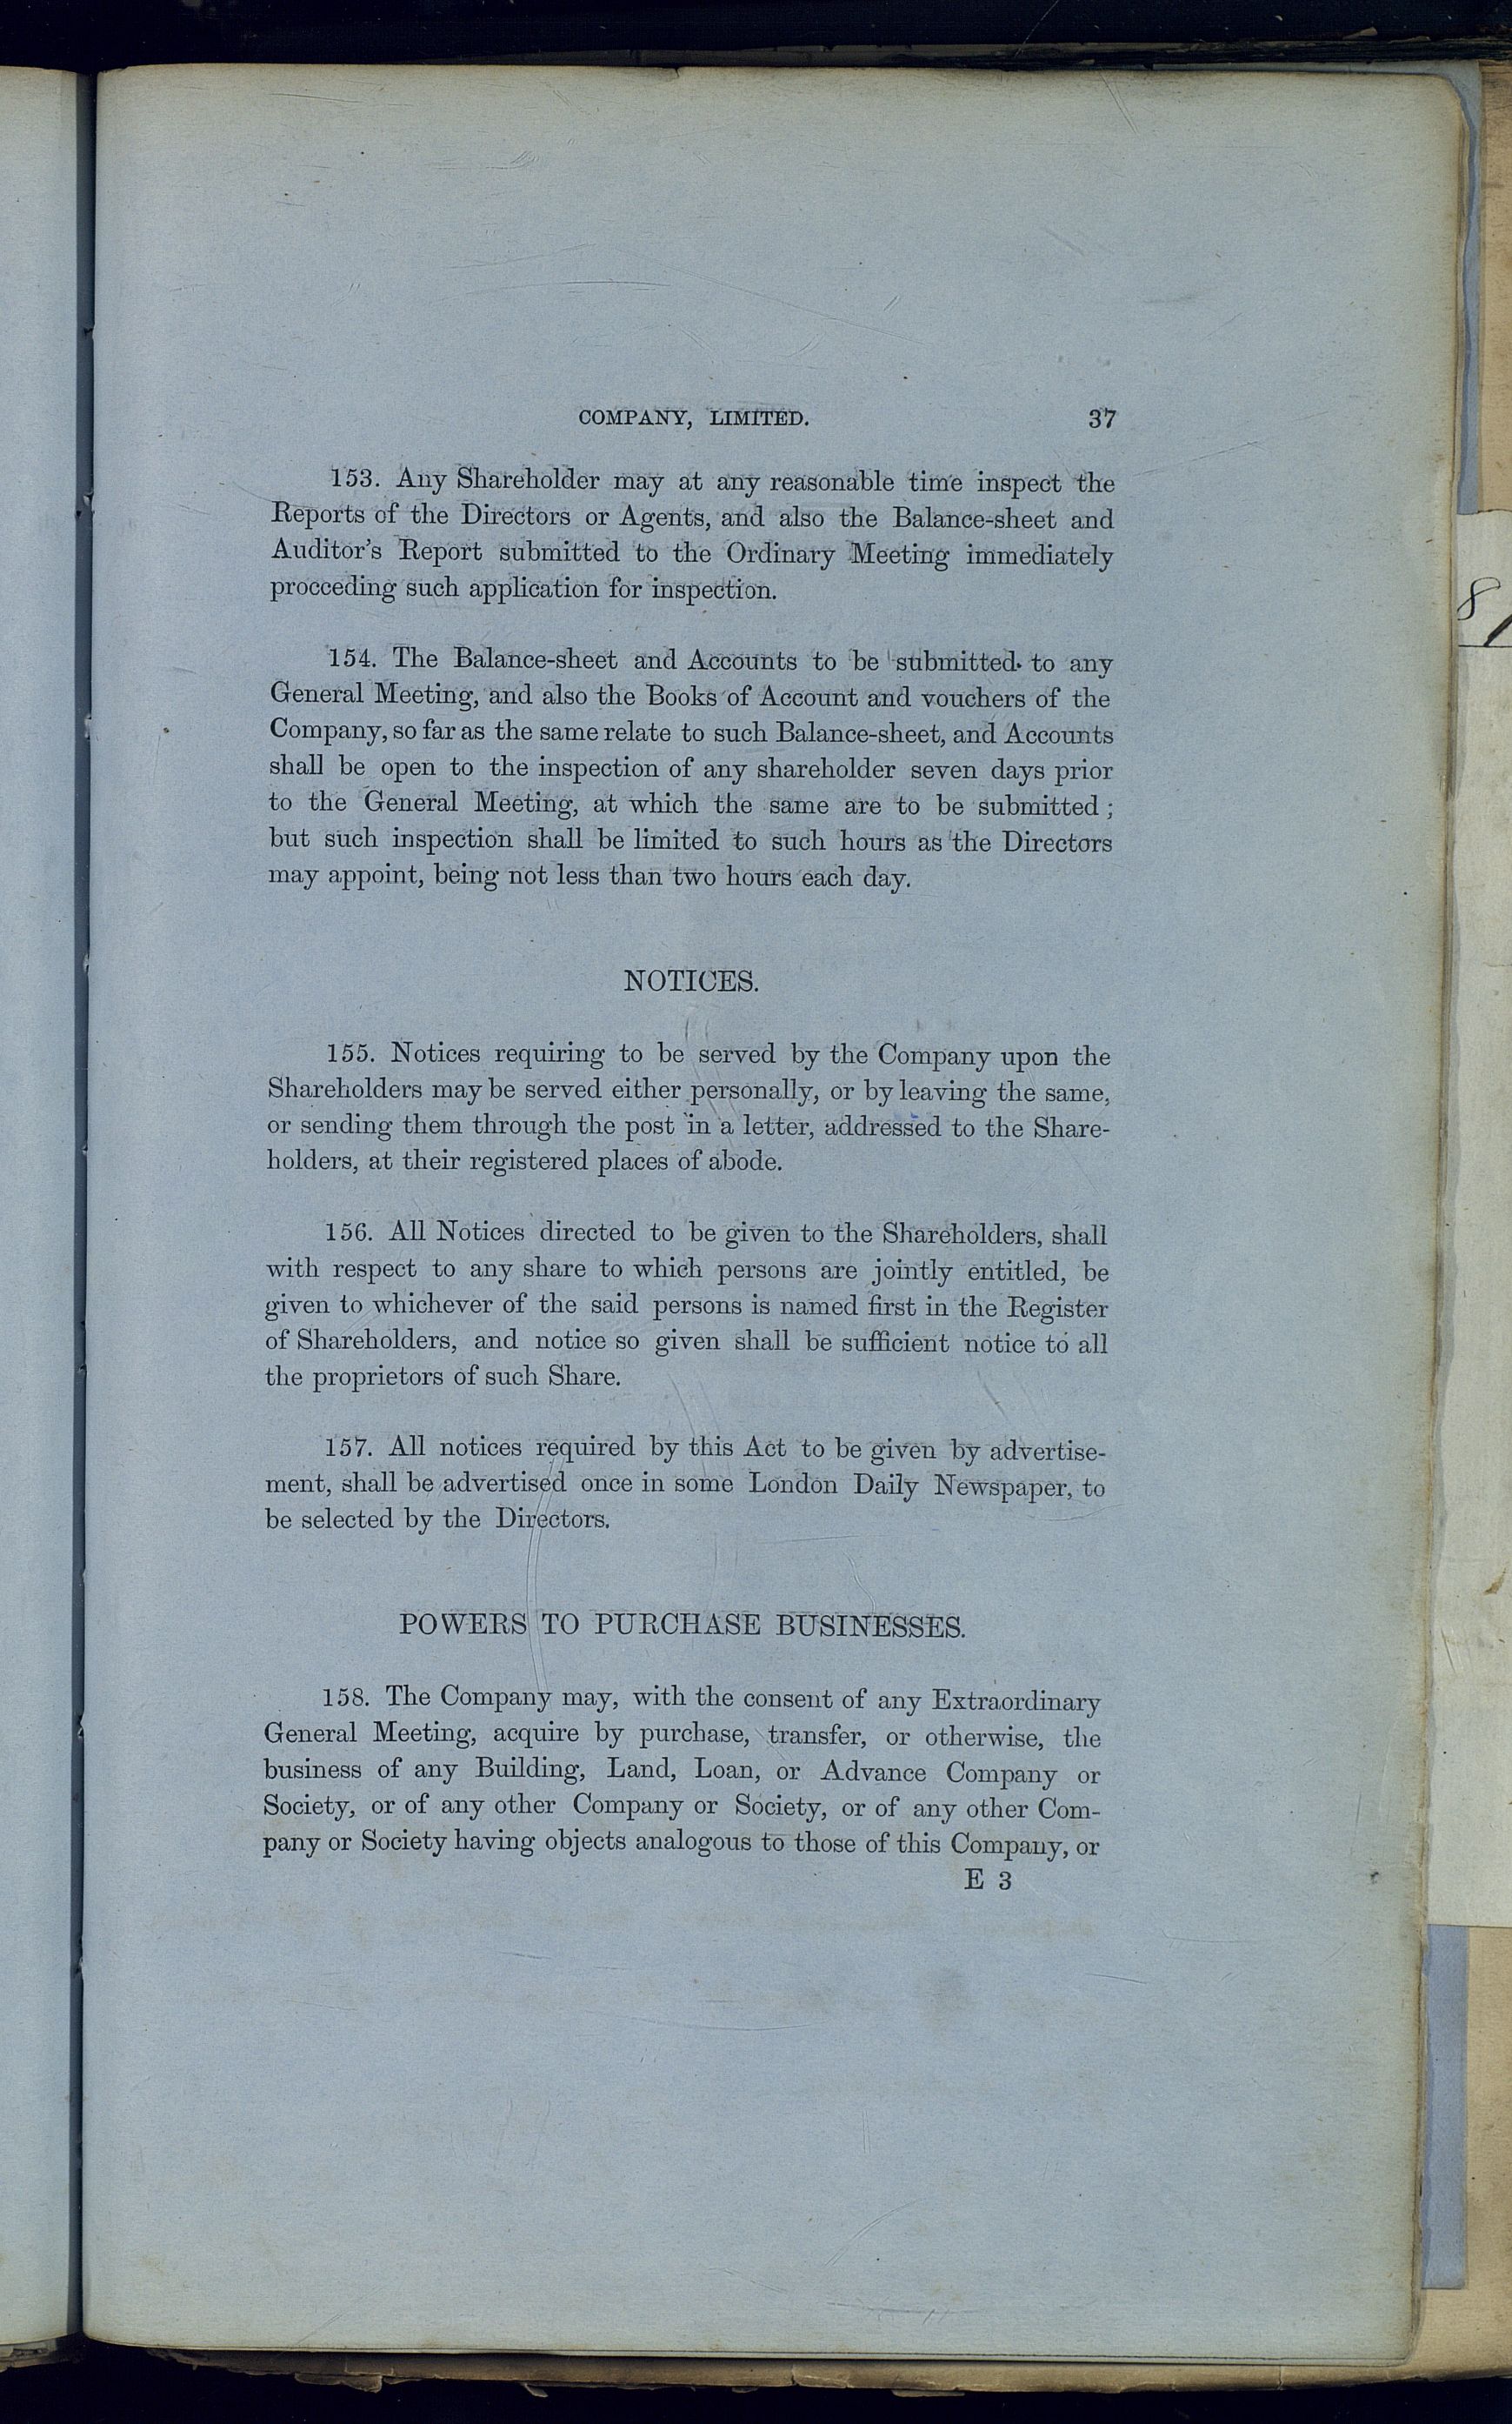 COMPANY, LIMITED. 37
153. Any Shareholder may at any reasonable time inspect the
Reports of the Directors or Agents, and also the Balance-sheet and
Auditor's Report submitted to the Ordinary Meeting immediately
procceding such application for inspection.
154. The Balance-sheet and Accounts to be submitted to any
General Meeting, and also the Books of Account and vouchers of the
Company, so far as the same relate to such Balance-sheet, and Accounts
shall be open to the inspection of any shareholder seven days prior
to the General Meeting, at which the same are to be submitted;
but such inspection shall be limited to such hours as the Directors
may appoint, being not less than two hours each day.
NOTICES.
155. Notices requiring to be served by the Company upon the
Shareholders may be served either personally, or by leaving the same,
or sending them through the post in a letter, addressed to the Share-
holders, at their registered places of abode.
156. All Notices directed to be given to the Shareholders, shall
with respect to any share to which persons are jointly entitled, be
given to whichever of the said persons is named first in the Register
of Shareholders, and notice so given shall be sufficient notice to all
the proprietors of such Share.
157. All notices required by this Act to be given by advertise-
ment, shall be advertised once in some London Daily Newspaper, to
be selected by the Directors.
POWERS TO PURCHASE BUSINESSES.
158. The Company may, with the consent of any Extraordinary
General Meeting, acquire by purchase, transfer, or otherwise, the
business of any Building, Land, Loan, or Advance Company or
Society, or of any other Company or Society, or of any other Com-
pany or Society having objects analogous to those of this Company, or
E 3